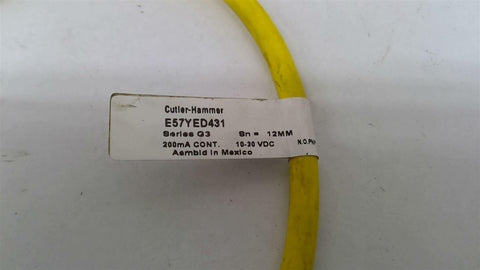 Cutler-Hammer
E57YED431
Series G3 Sn = 12MM
200mA CONT. 10-30 VDC N.O.
Asmbld in Mexico